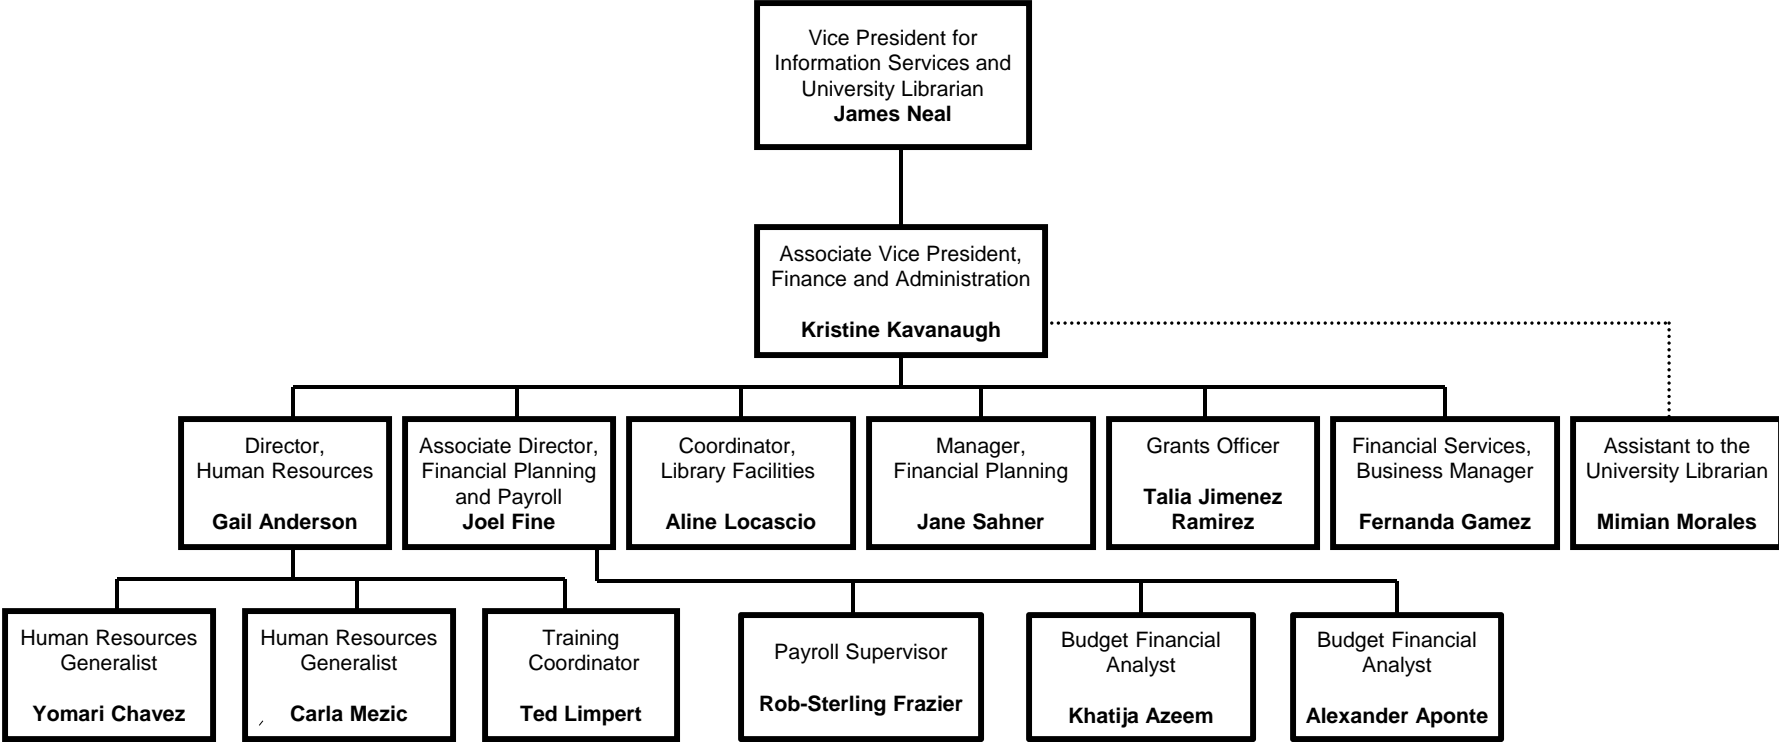 Vice President for
Information Services and
University Librarian
James Neal
Associate Vice President,
Finance and Administration
Kristine Kavanaugh
Director,
Human Resources
Gail Anderson
Associate Director,
Financial Planning
and Payroll
Joel Fine
Coordinator,
Library Facilities
Aline Locascio
Manager,
Financial Planning
Jane Sahner
Grants Officer
Talia Jimenez
Ramirez
Financial Services,
Business Manager
Fernanda Gamez
Assistant to the
University Librarian
Mimian Morales
Human Resources
Generalist
Yomari Chavez
Human Resources
Generalist
Carla Mezic
Training
Coordinator
Ted Limpert
Payroll Supervisor
Rob-Sterling Frazier
Budget Financial
Analyst
Khatija Azeem
Budget Financial
Analyst
Alexander Aponte